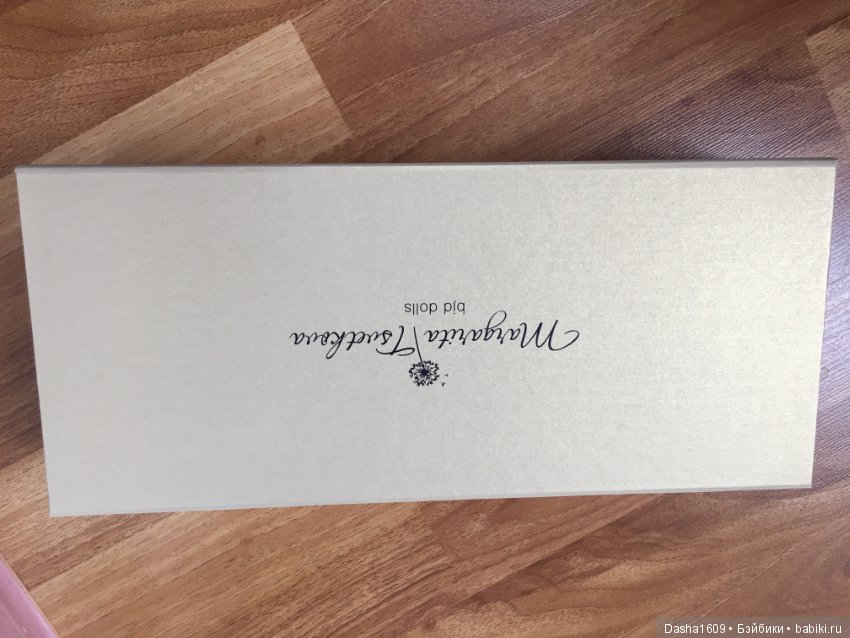 Margarita Tsvetkova
bjd dolls
Dasha1609 • Бэйбики • babiki.ru